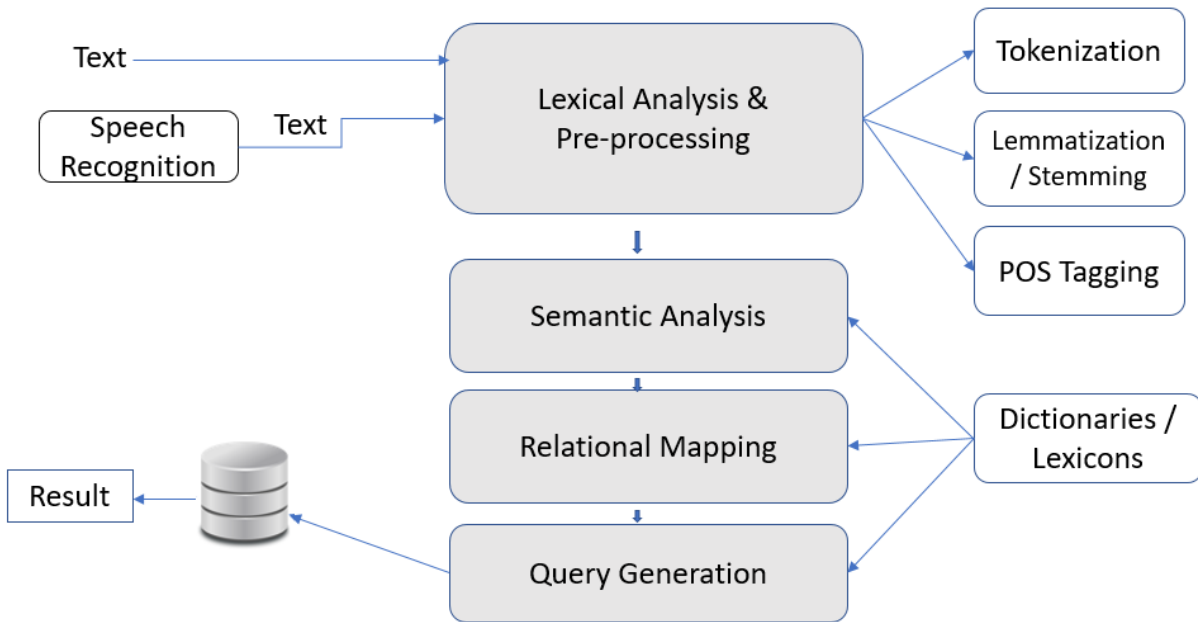 Text
Speech
Recognition
Text
Lexical Analysis &
Pre-processing
Tokenization
Lemmatization
/ Stemming
POS Tagging
Semantic Analysis
Relational Mapping
Query Generation
Dictionaries /
Lexicons
Result